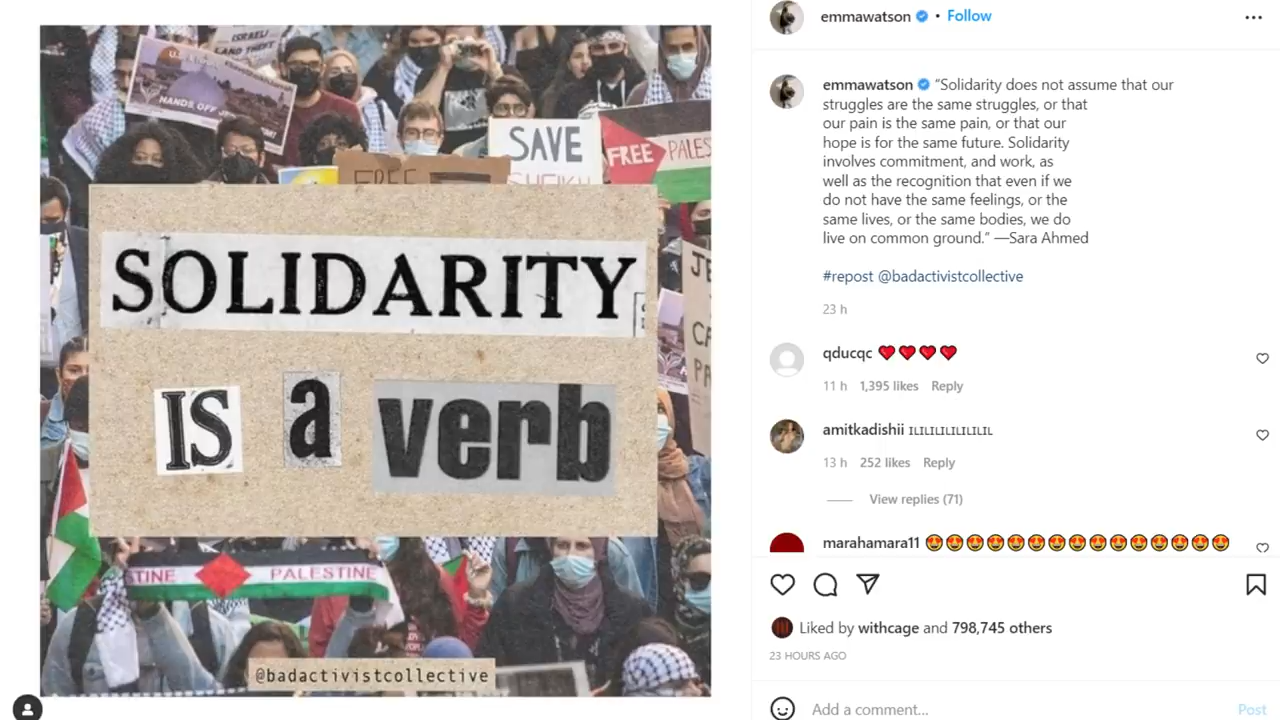 ISRAELI
LAND THEFT
HANDS OFF
SAVE
SHEIKH
FREE PALES
FREE
SOLIDARITY
IS a verb
TINE PALESTINE
@badactivistcollective
emmawatson • Follow
emmawatson “Solidarity does not assume that our
struggles are the same struggles, or that
our pain is the same pain, or that our
hope is for the same future. Solidarity
involves commitment, and work, as
well as the recognition that even if we
do not have the same feelings, or the
same lives, or the same bodies, we do
live on common ground.” —Sara Ahmed
#repost @badactivistcollective
23 h
qducqc ❤️❤️❤️❤️
11 h 1,395 likes Reply
amitkadishii ILILILILILILIL
13 h 252 likes Reply
View replies (71)
marahamara11 😍😍😍😍😍😍😍😍😍😍😍😍😍😍😍
Liked by withcage and 798,745 others
23 HOURS AGO
Add a comment...
Post